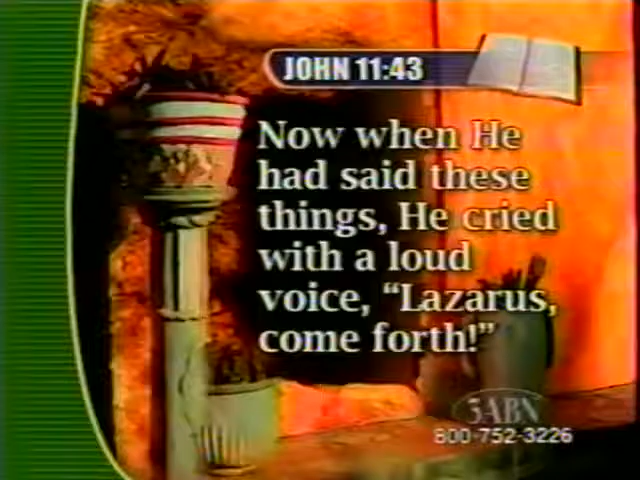 JOHN 11:43
Now when He
had said these
things, He cried
with a loud
voice, “Lazarus,
come forth!”
3ABN
800-752-3226